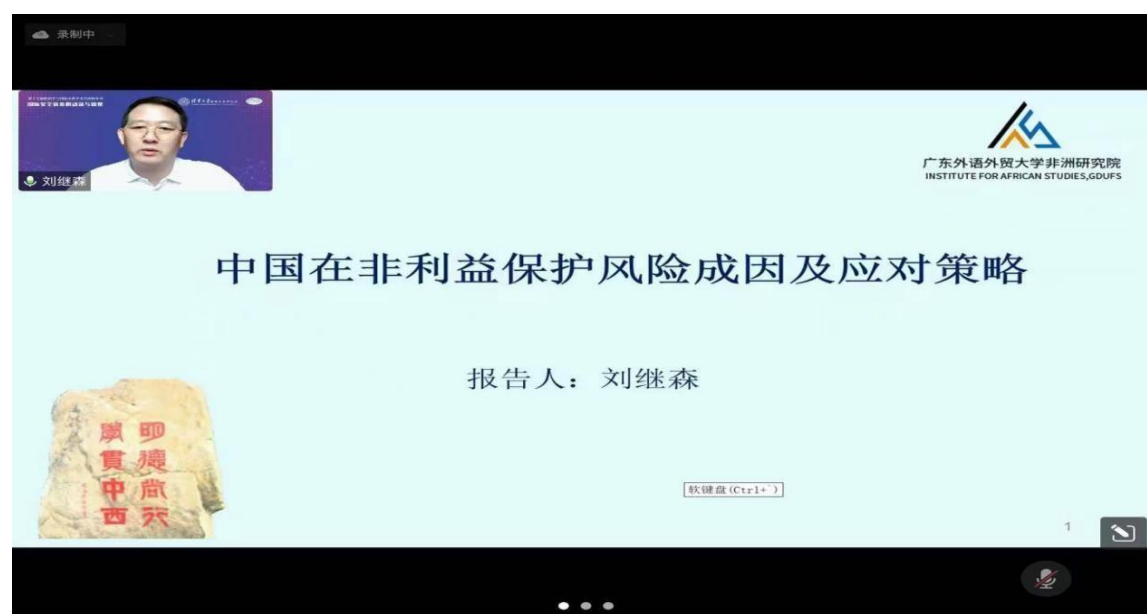 录制中
刘继森
广东外语外贸大学非洲研究院
INSTITUTE FOR AFRICAN STUDIES,GDUFS
中国在非利益保护风险成因及应对策略
报告人：刘继森
明德尚行
學貫中西
软键盘(Ctrl+`)
1